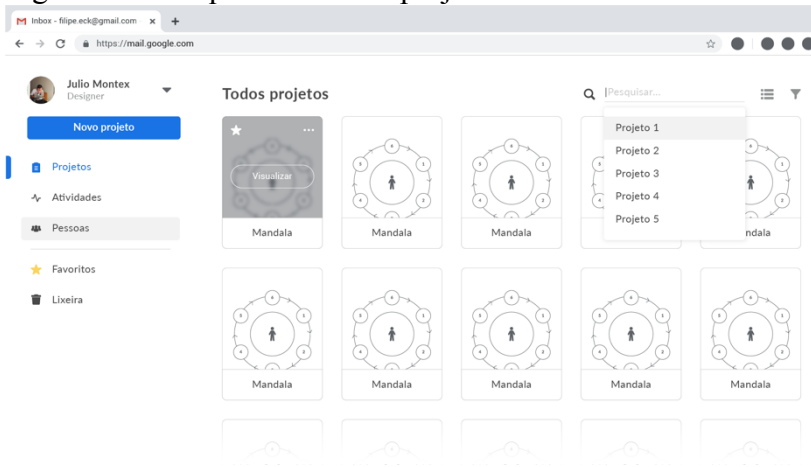 Inbox - filipe.eck@gmail.com
https://mail.google.com
Julio Montex
Designer
Novo projeto
Projetos
Atividades
Pessoas
Favoritos
Lixeira
Todos projetos
Pesquisar...
Projeto 1
Projeto 2
Projeto 3
Projeto 4
Projeto 5
Visualizar
Mandala
Mandala
Mandala
ndala
Mandala
Mandala
Mandala
Mandala
Mandala